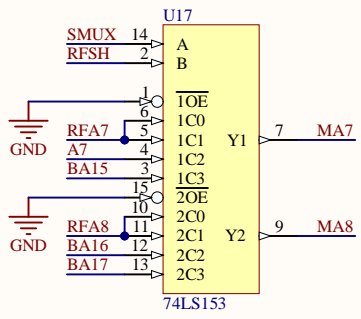 U17
SMUX 14 A
RFSH 2 B
1 1OE
GND
6 1C0
RFA7 5 1C1 Y1 7 MA7
A7 4 1C2
BA15 3 1C3
15 2OE
GND
10 2C0
RFA8 11 2C1 Y2 9 MA8
BA16 12 2C2
BA17 13 2C3
74LS153